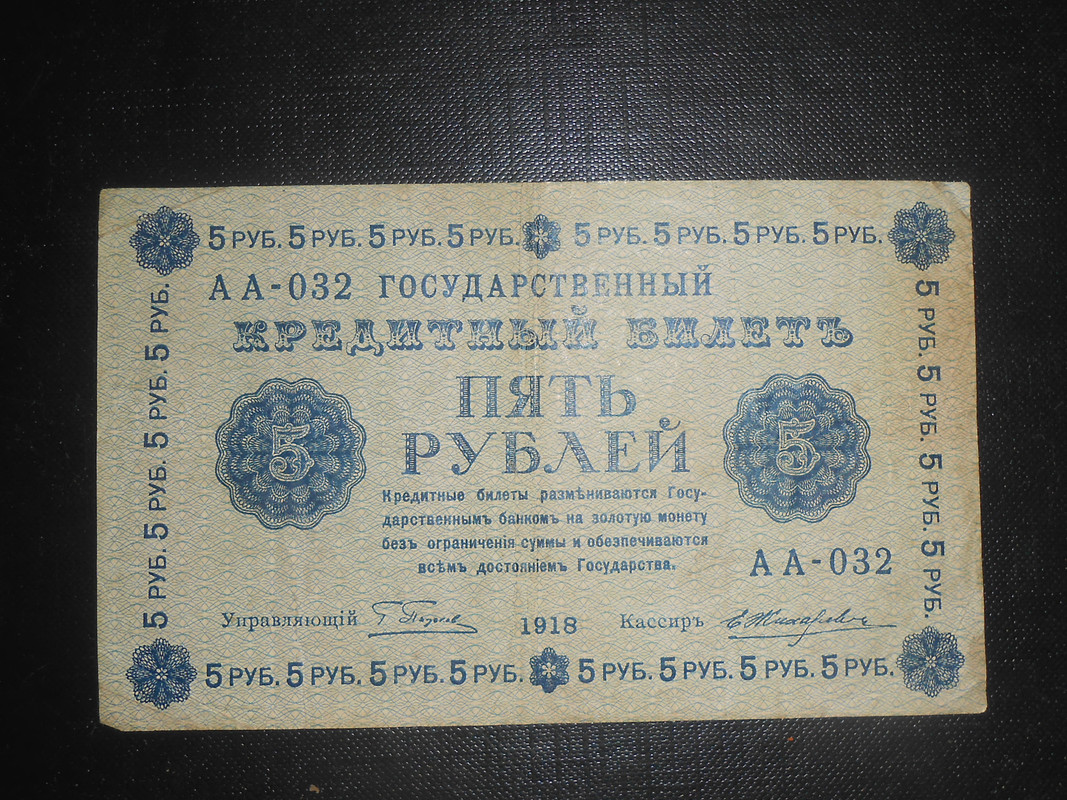 5 РУБ. 5 РУБ. 5 РУБ. 5 РУБ. 5 РУБ. 5 РУБ. 5 РУБ. 5 РУБ.
АА-032 ГОСУДАРСТВЕННЫЙ
КРЕДИТНЫЙ БИЛЕТЪ
ПЯТЬ
РУБЛЕЙ
5
5
Кредитные билеты размѣниваются Госу-
дарственнымъ банкомъ на золотую монету
безъ ограниченія суммы и обезпечиваются
всѣмъ достояніемъ Государства.
АА-032
Управляющій
1918
Кассиръ
Е Жихаревъ
5 РУБ. 5 РУБ. 5 РУБ. 5 РУБ. 5 РУБ. 5 РУБ. 5 РУБ. 5 РУБ.
5 РУБ. 5 РУБ. 5 РУБ. 5 РУБ.
5 РУБ. 5 РУБ. 5 РУБ. 5 РУБ.